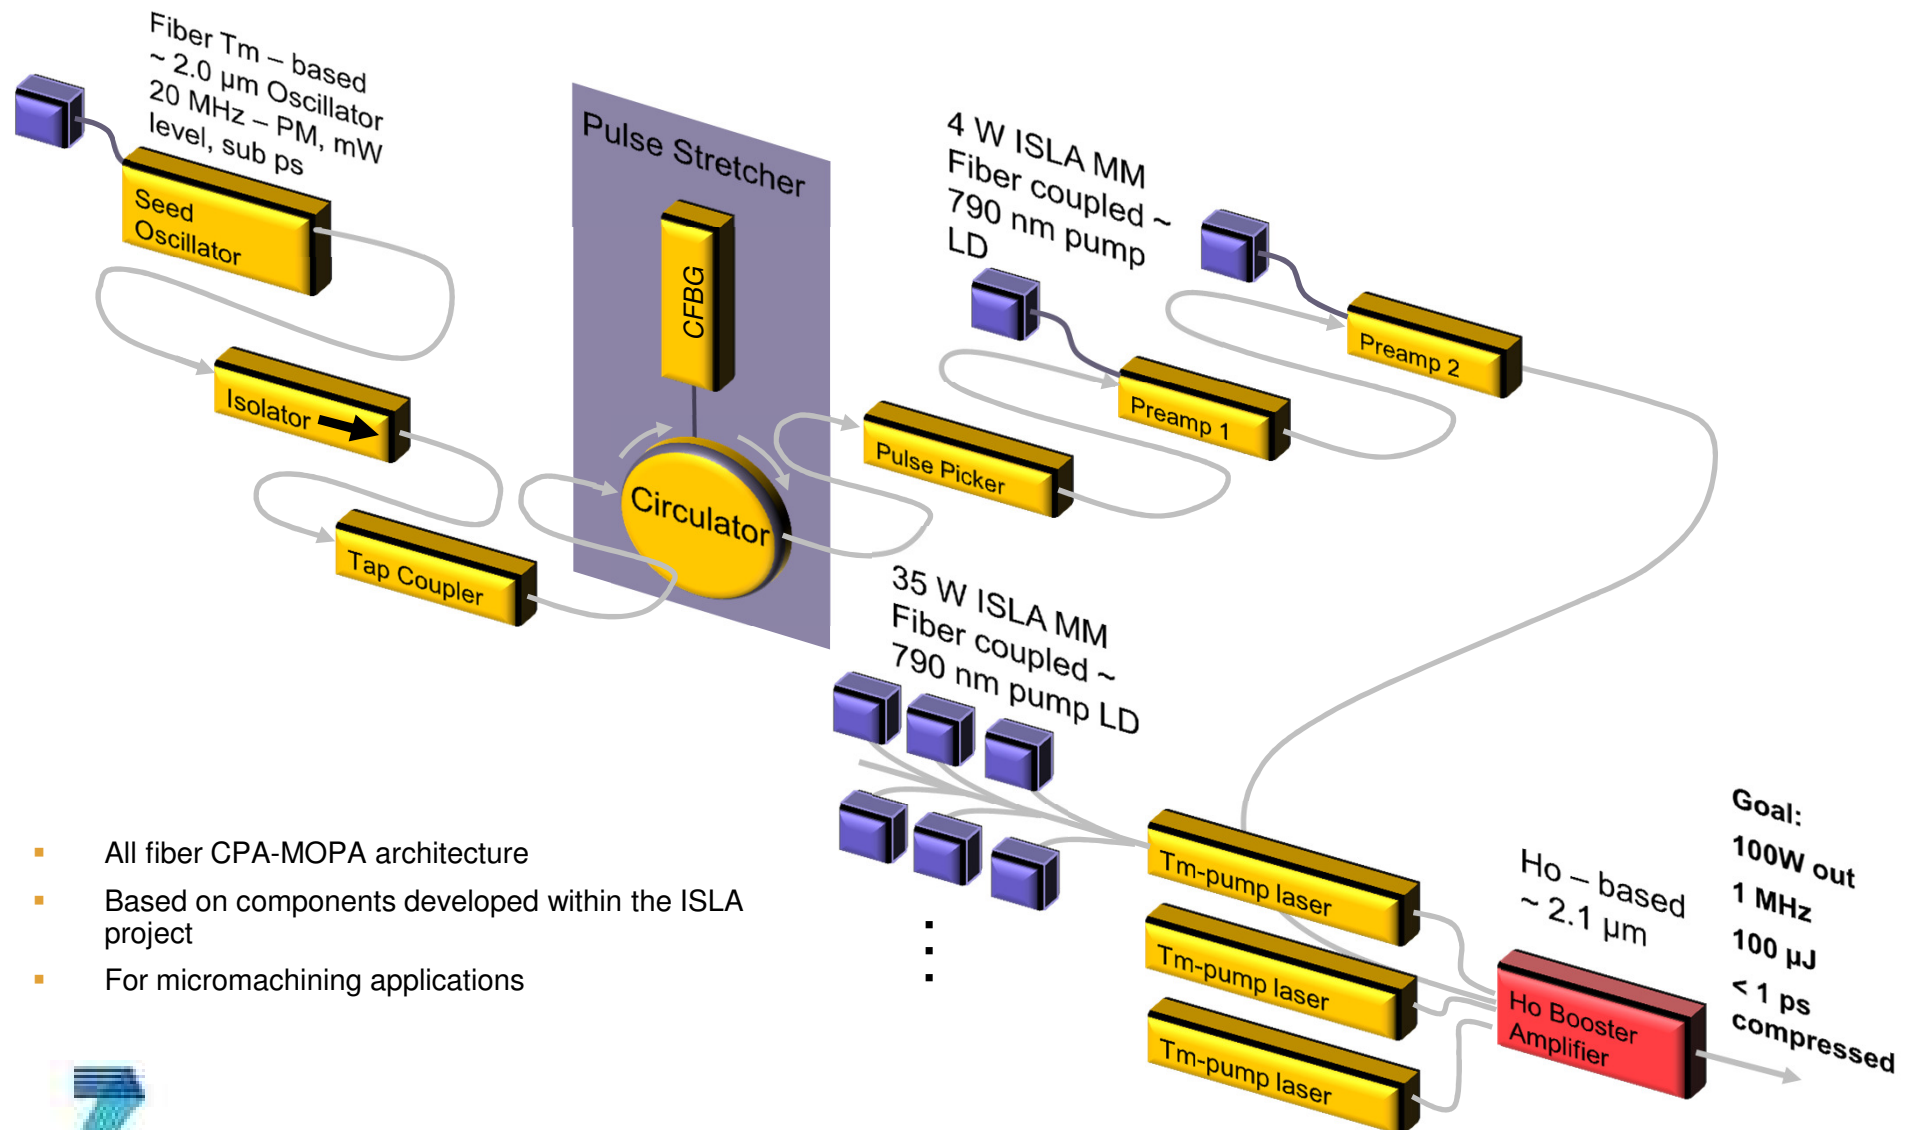 Fiber Tm – based
~ 2.0 µm Oscillator
20 MHz – PM, mW
level, sub ps
Seed
Oscillator
Isolator
Tap Coupler
Pulse Stretcher
CFBG
Circulator
Pulse Picker
4 W ISLA MM
Fiber coupled ~
790 nm pump
LD
Preamp 1
Preamp 2
35 W ISLA MM
Fiber coupled ~
790 nm pump LD
Tm-pump laser
Tm-pump laser
Tm-pump laser
Ho – based
~ 2.1 µm
Ho Booster
Amplifier
Goal:
100W out
1 MHz
100 µJ
< 1 ps
compressed
All fiber CPA-MOPA architecture
Based on components developed within the ISLA
project
For micromachining applications